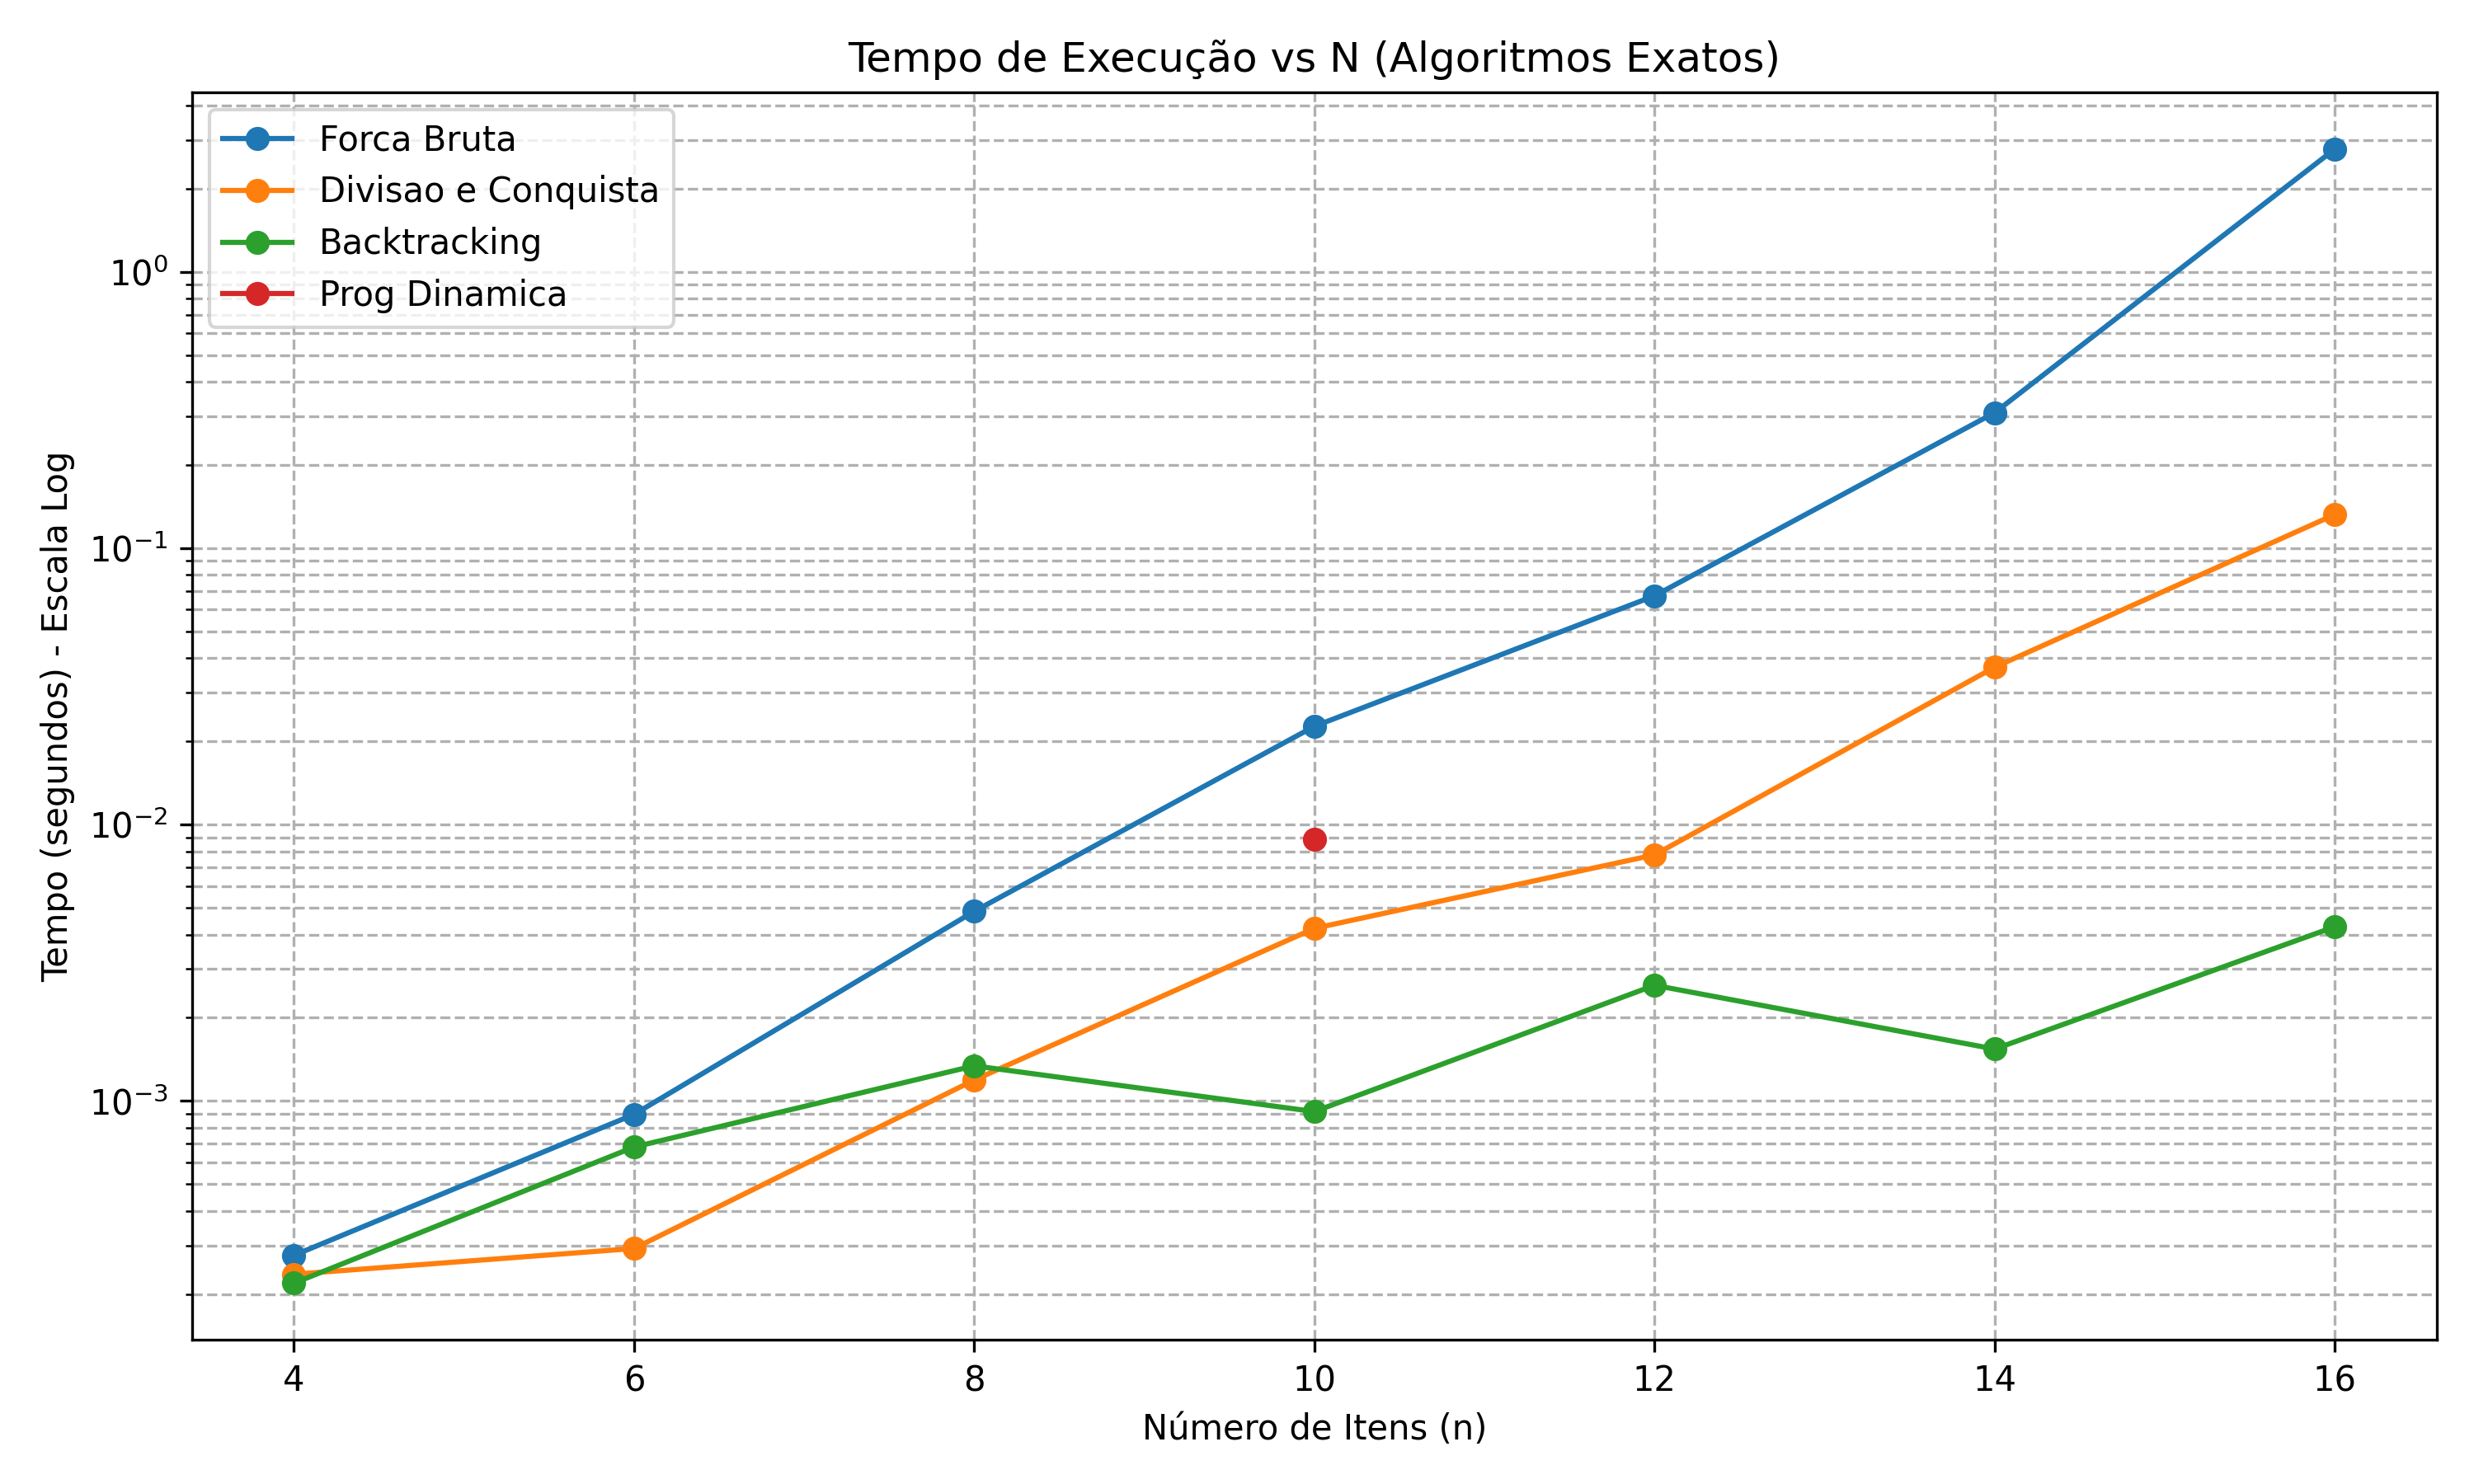 Tempo de Execução vs N (Algoritmos Exatos)
Forca Bruta
Divisao e Conquista
Backtracking
Prog Dinamica
Tempo (segundos) - Escala Log
10⁰
10⁻¹
10⁻²
10⁻³
4 6 8 10 12 14 16
Número de Itens (n)